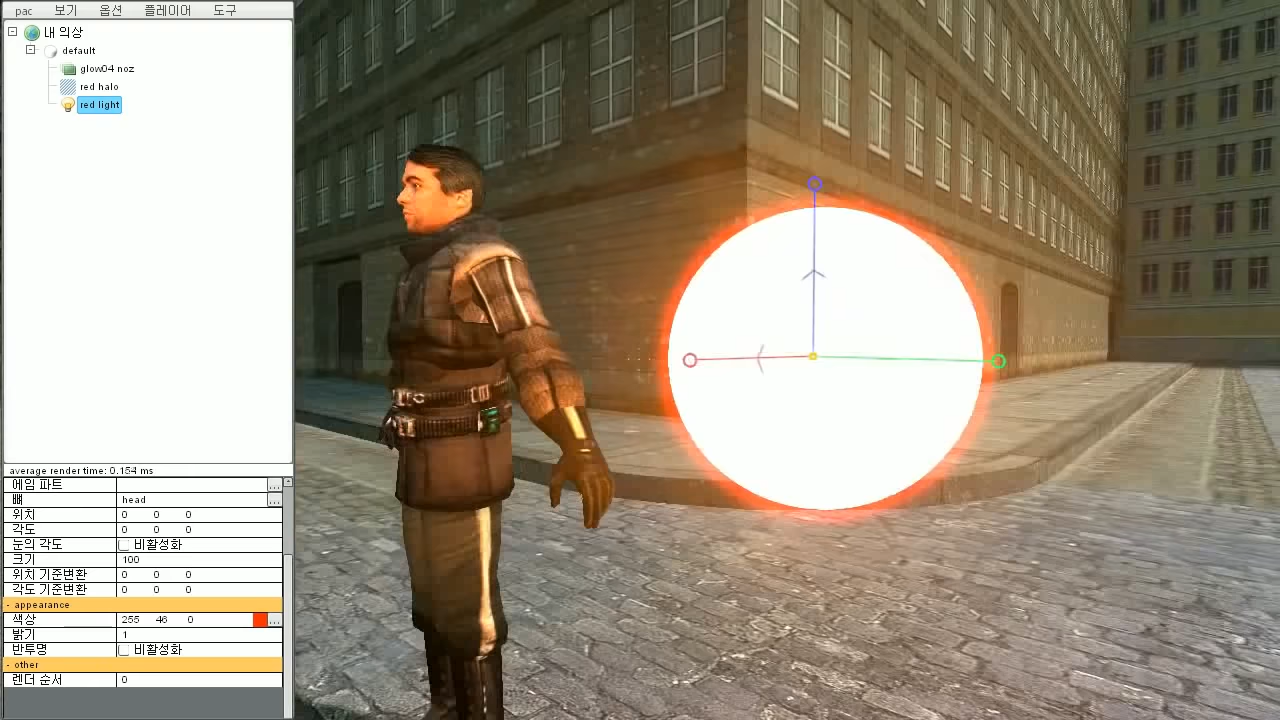 pac 보기 옵션 플레이어 도구
내 의상
default
glow04 noz
red halo
red light
average render time: 0.154 ms
에임 파트 ...
뼈 head ...
위치 0 0 0
각도 0 0 0
눈의 각도 비활성화
크기 100
위치 기준변환 0 0 0
각도 기준변환 0 0 0
- appearance
색상 255 46 0 ...
밝기 1
반투명 비활성화
- other
렌더 순서 0